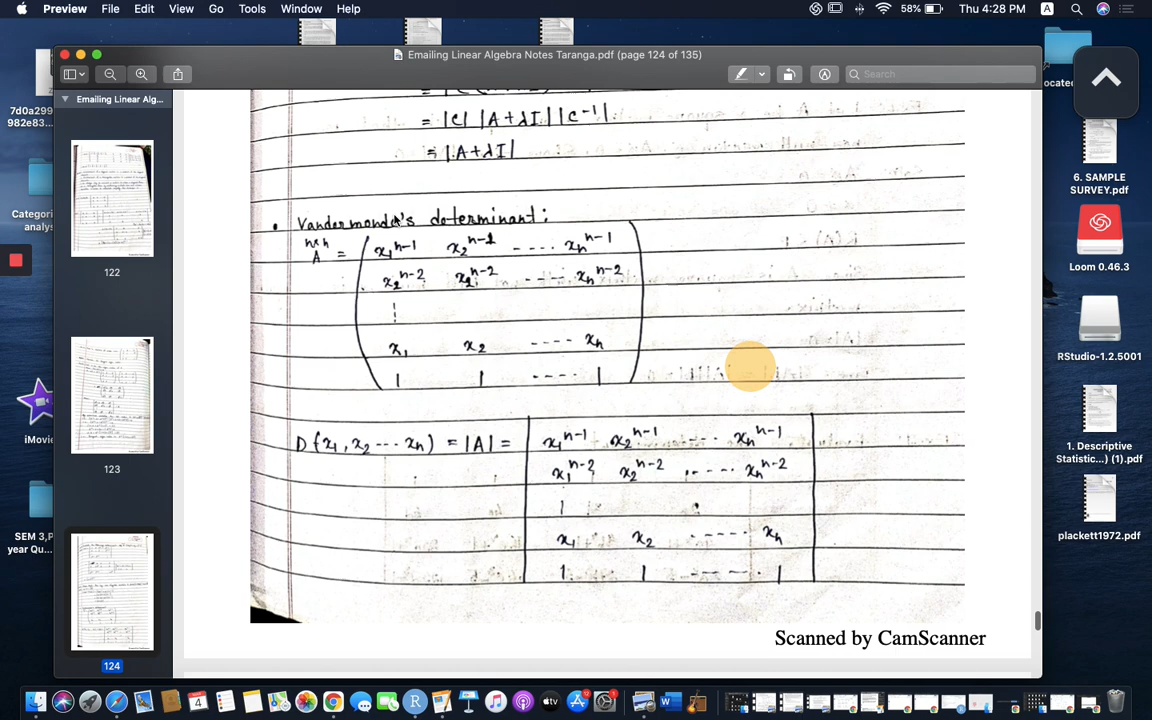 Preview File Edit View Go Tools Window Help 58% Thu 4:28 PM A
Emailing Linear Algebra Notes Taranga.pdf (page 124 of 135)
Search
Emailing Linear Alg...
122
123
124
= |C| |A+λI| |C⁻¹|
= |A+λI|
• Vandermonde's determinant:
n×n
A = ( x₁ⁿ⁻¹ x₂ⁿ⁻¹ .... xₙⁿ⁻¹
x₂ⁿ⁻² x₂ⁿ⁻² .... xₙⁿ⁻²
⋮
x₁ x₂ .... xₙ
1 1 .... 1 )
D(x₁, x₂ ... xₙ) = |A| = | x₁ⁿ⁻¹ x₂ⁿ⁻¹ .... xₙⁿ⁻¹
x₁ⁿ⁻² x₂ⁿ⁻² .... xₙⁿ⁻²
x₁ x₂ .... xₙ
1 1 .... 1 |
Scanned by CamScanner
7d0a299
982e83...
Categori
analys
iMovie
SEM 3,P
year Qu...
ocated
6. SAMPLE
SURVEY.pdf
Loom 0.46.3
RStudio-1.2.5001
1. Descriptive
Statistic...) (1).pdf
plackett1972.pdf